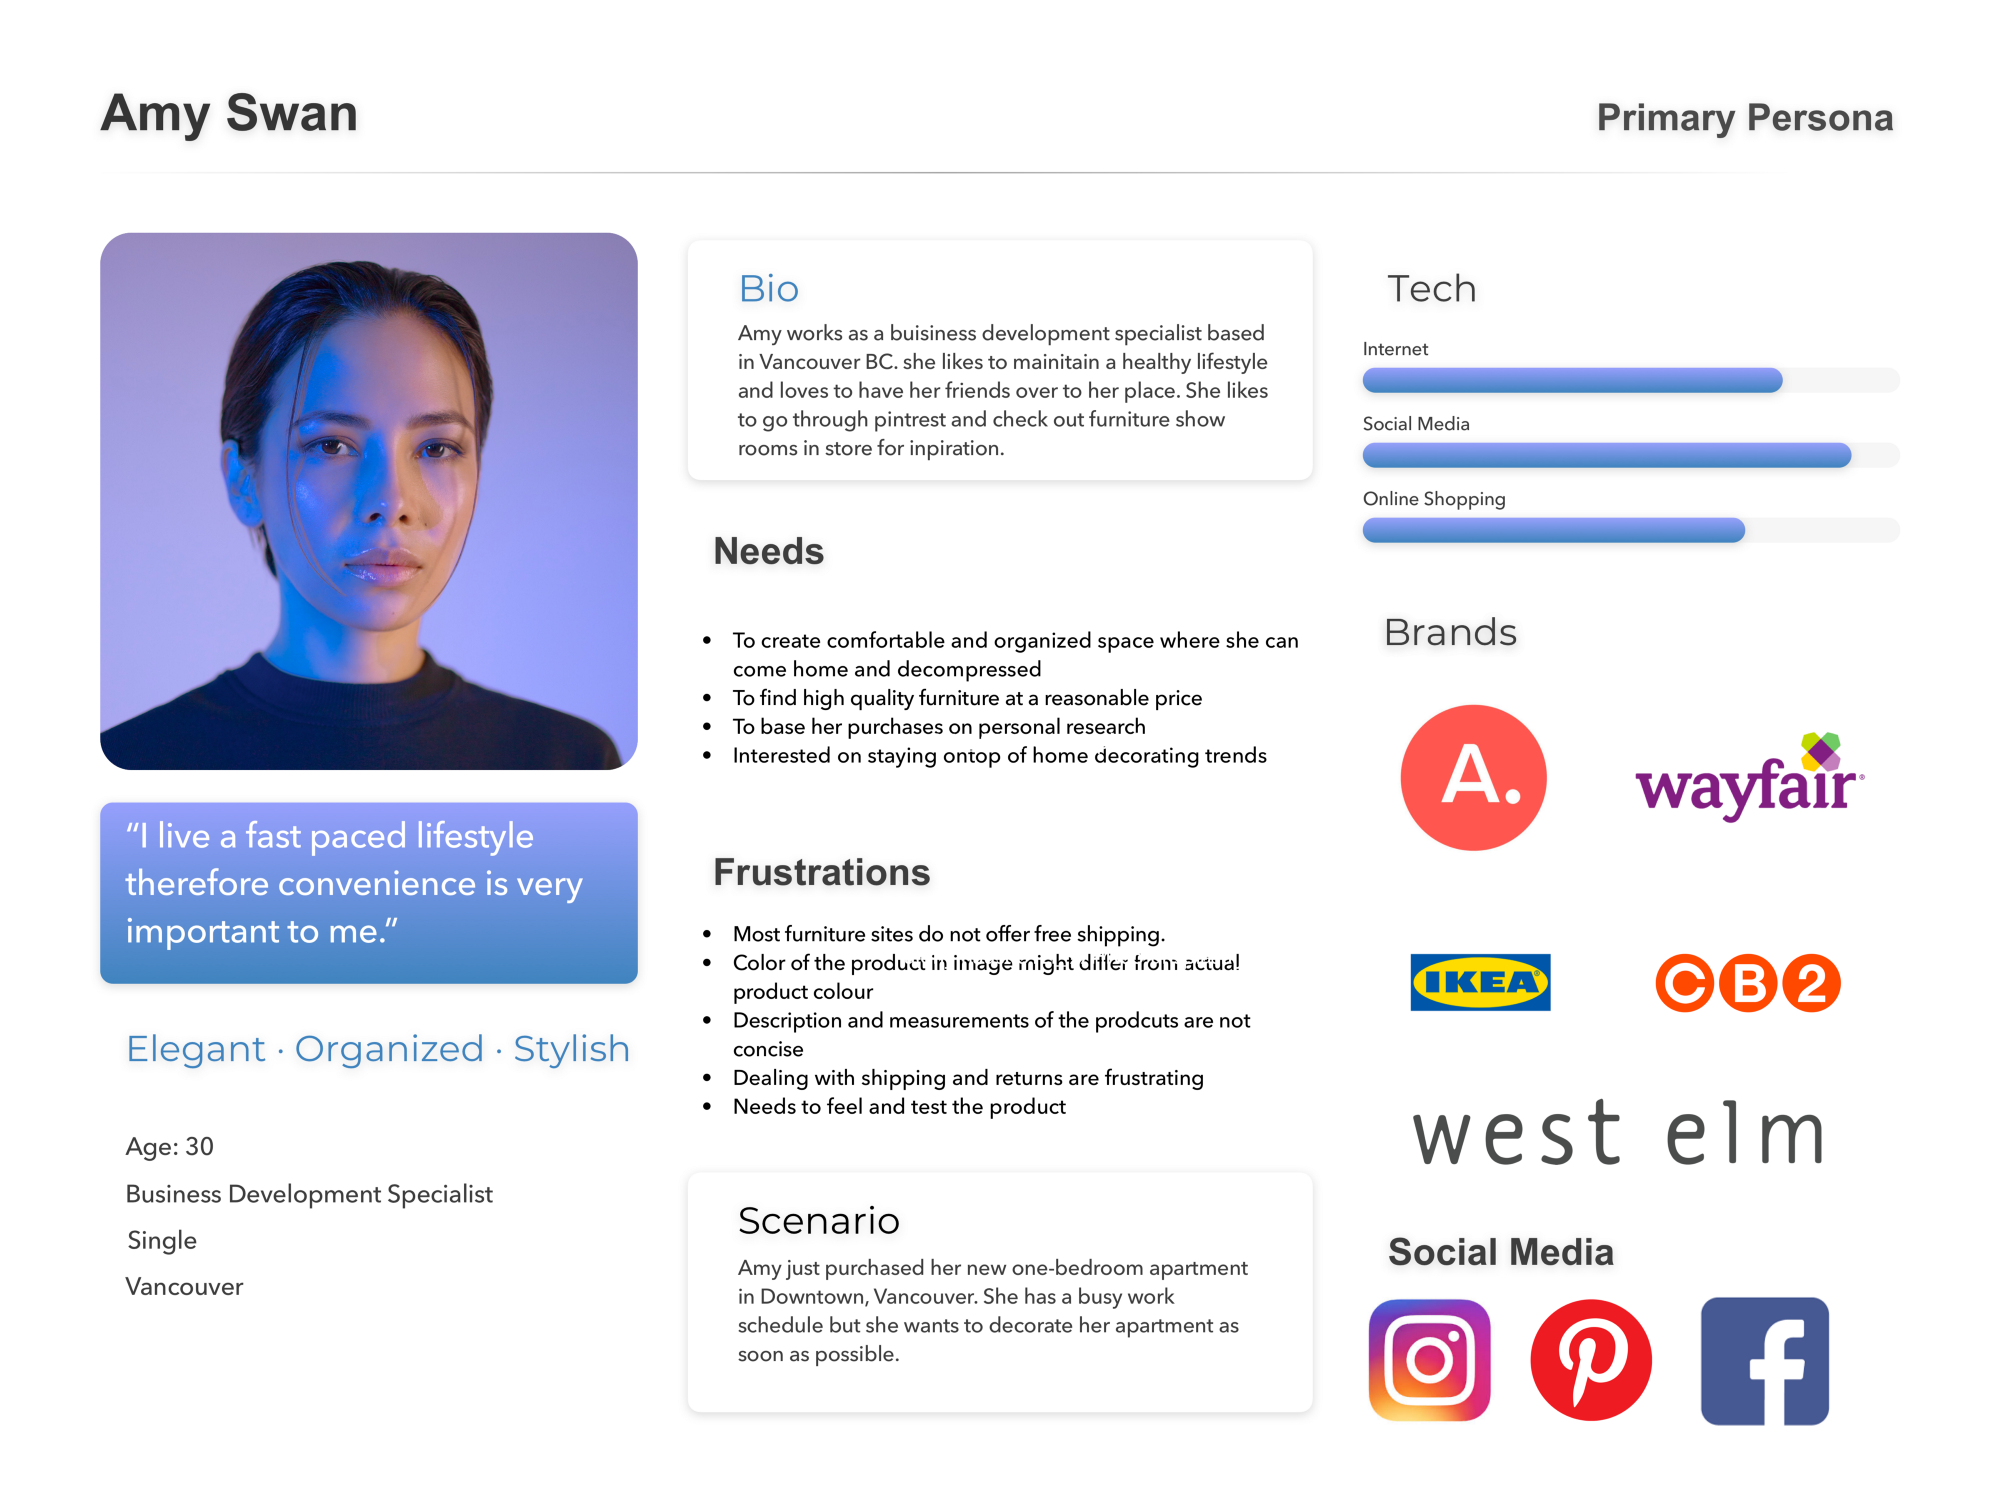 Amy Swan
Primary Persona
“I live a fast paced lifestyle
therefore convenience is very
important to me.”
Elegant · Organized · Stylish
Age: 30
Business Development Specialist
Single
Vancouver
Bio
Amy works as a buisiness development specialist based
in Vancouver BC. she likes to mainitain a healthy lifestyle
and loves to have her friends over to her place. She likes
to go through pintrest and check out furniture show
rooms in store for inpiration.
Needs
• To create comfortable and organized space where she can
come home and decompressed
• To find high quality furniture at a reasonable price
• To base her purchases on personal research
• Interested on staying ontop of home decorating trends
Frustrations
• Most furniture sites do not offer free shipping.
• Color of the product in image might differ from actual
product colour
• Description and measurements of the prodcuts are not
concise
• Dealing with shipping and returns are frustrating
• Needs to feel and test the product
Scenario
Amy just purchased her new one-bedroom apartment
in Downtown, Vancouver. She has a busy work
schedule but she wants to decorate her apartment as
soon as possible.
Tech
Internet
Social Media
Online Shopping
Brands
A.
wayfair
IKEA
CB2
west elm
Social Media